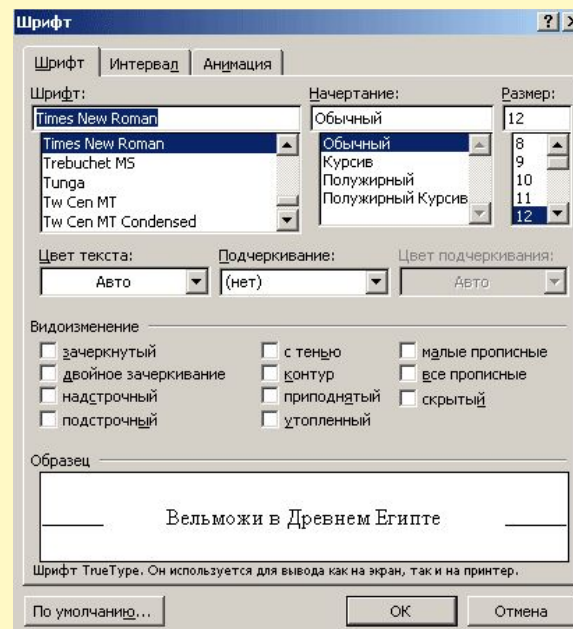 Шрифт
Шрифт Интервал Анимация
Шрифт: Начертание: Размер:
Times New Roman Обычный 12
Times New Roman Обычный 8
Trebuchet MS Курсив 9
Tunga Полужирный 10
Tw Cen MT Полужирный Курсив 11
Tw Cen MT Condensed 12
Цвет текста: Подчеркивание: Цвет подчеркивания:
Авто (нет) Авто
Видоизменение
зачеркнутый с тенью малые прописные
двойное зачеркивание контур все прописные
надстрочный приподнятый скрытый
подстрочный утопленный
Образец
Вельможи в Древнем Египте
Шрифт TrueType. Он используется для вывода как на экран, так и на принтер.
По умолчанию... ОК Отмена